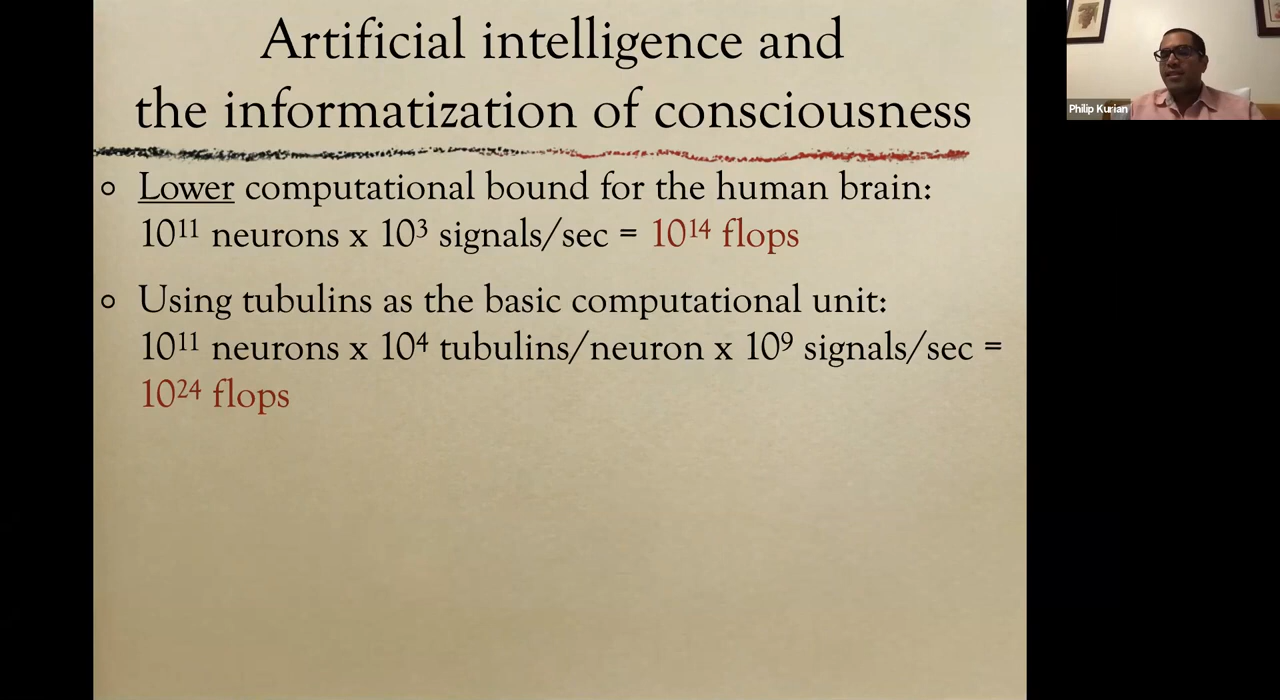 Artificial intelligence and
the informatization of consciousness
Lower computational bound for the human brain:
10¹¹ neurons x 10³ signals/sec = 10¹⁴ flops
Using tubulins as the basic computational unit:
10¹¹ neurons x 10⁴ tubulins/neuron x 10⁹ signals/sec =
10²⁴ flops
Philip Kurian